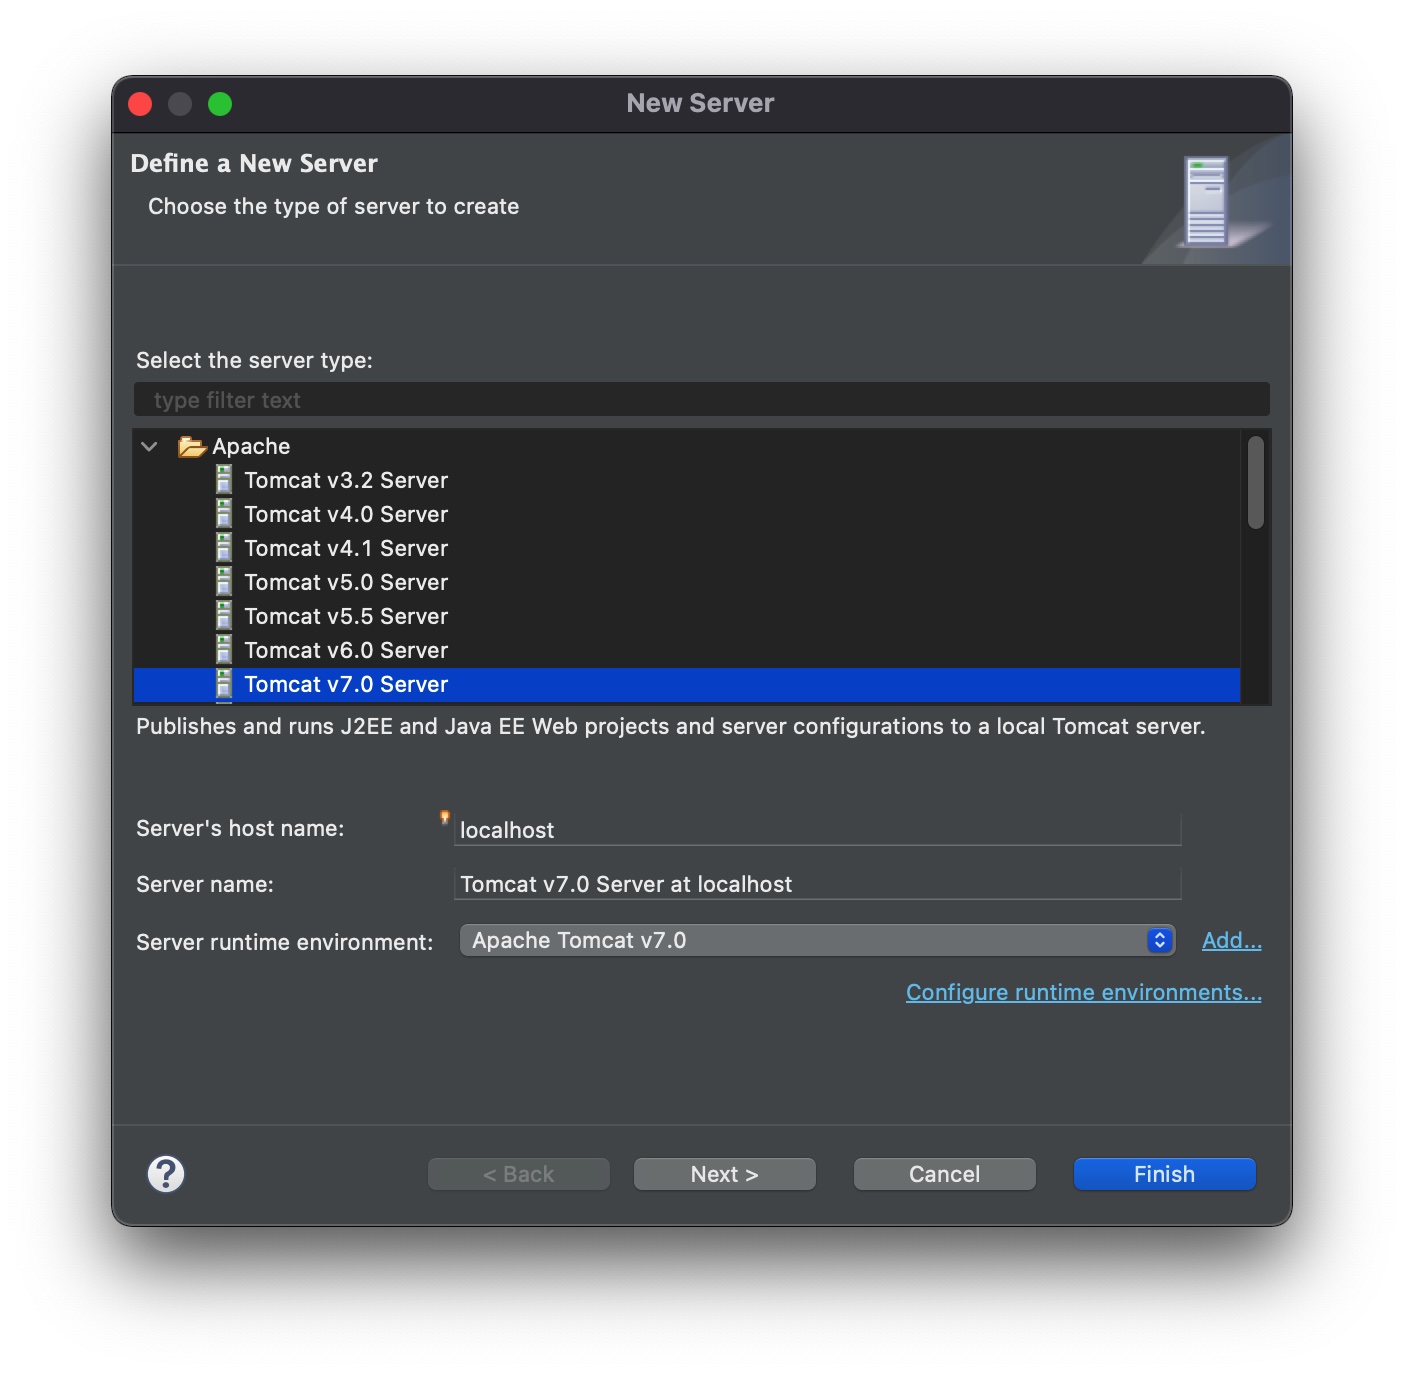 New Server
Define a New Server
Choose the type of server to create
Select the server type:
type filter text
Apache
Tomcat v3.2 Server
Tomcat v4.0 Server
Tomcat v4.1 Server
Tomcat v5.0 Server
Tomcat v5.5 Server
Tomcat v6.0 Server
Tomcat v7.0 Server
Publishes and runs J2EE and Java EE Web projects and server configurations to a local Tomcat server.
Server's host name: localhost
Server name: Tomcat v7.0 Server at localhost
Server runtime environment: Apache Tomcat v7.0 Add...
Configure runtime environments...
? < Back Next > Cancel Finish